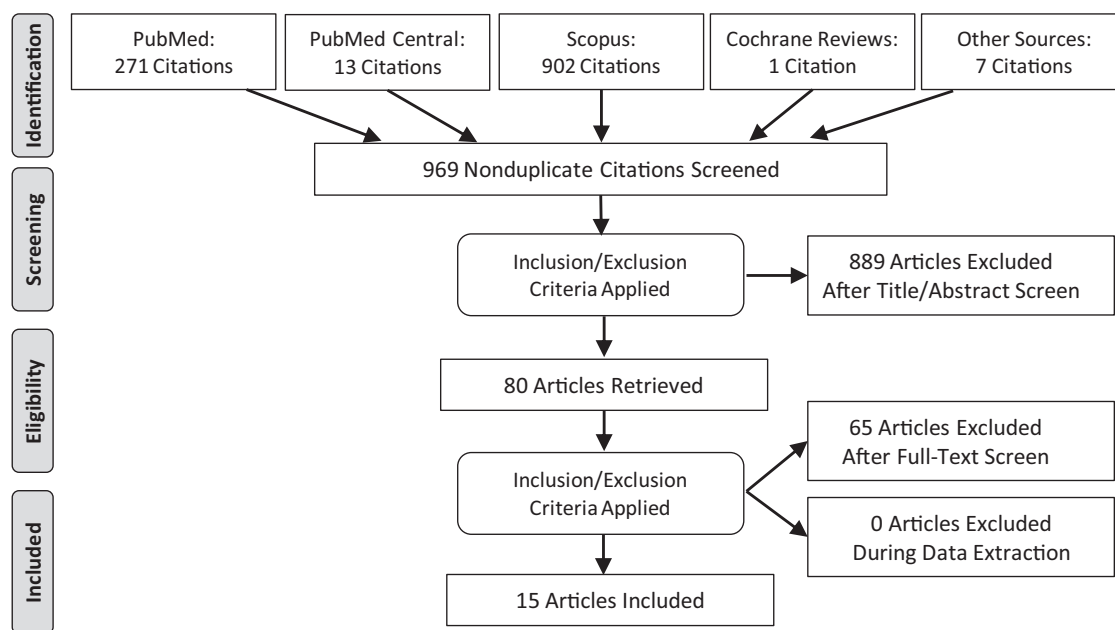 Identification
PubMed:
271 Citations
PubMed Central:
13 Citations
Scopus:
902 Citations
Cochrane Reviews:
1 Citation
Other Sources:
7 Citations
969 Nonduplicate Citations Screened
Screening
Inclusion/Exclusion
Criteria Applied
889 Articles Excluded
After Title/Abstract Screen
Eligibility
80 Articles Retrieved
65 Articles Excluded
After Full-Text Screen
Inclusion/Exclusion
Criteria Applied
0 Articles Excluded
During Data Extraction
Included
15 Articles Included